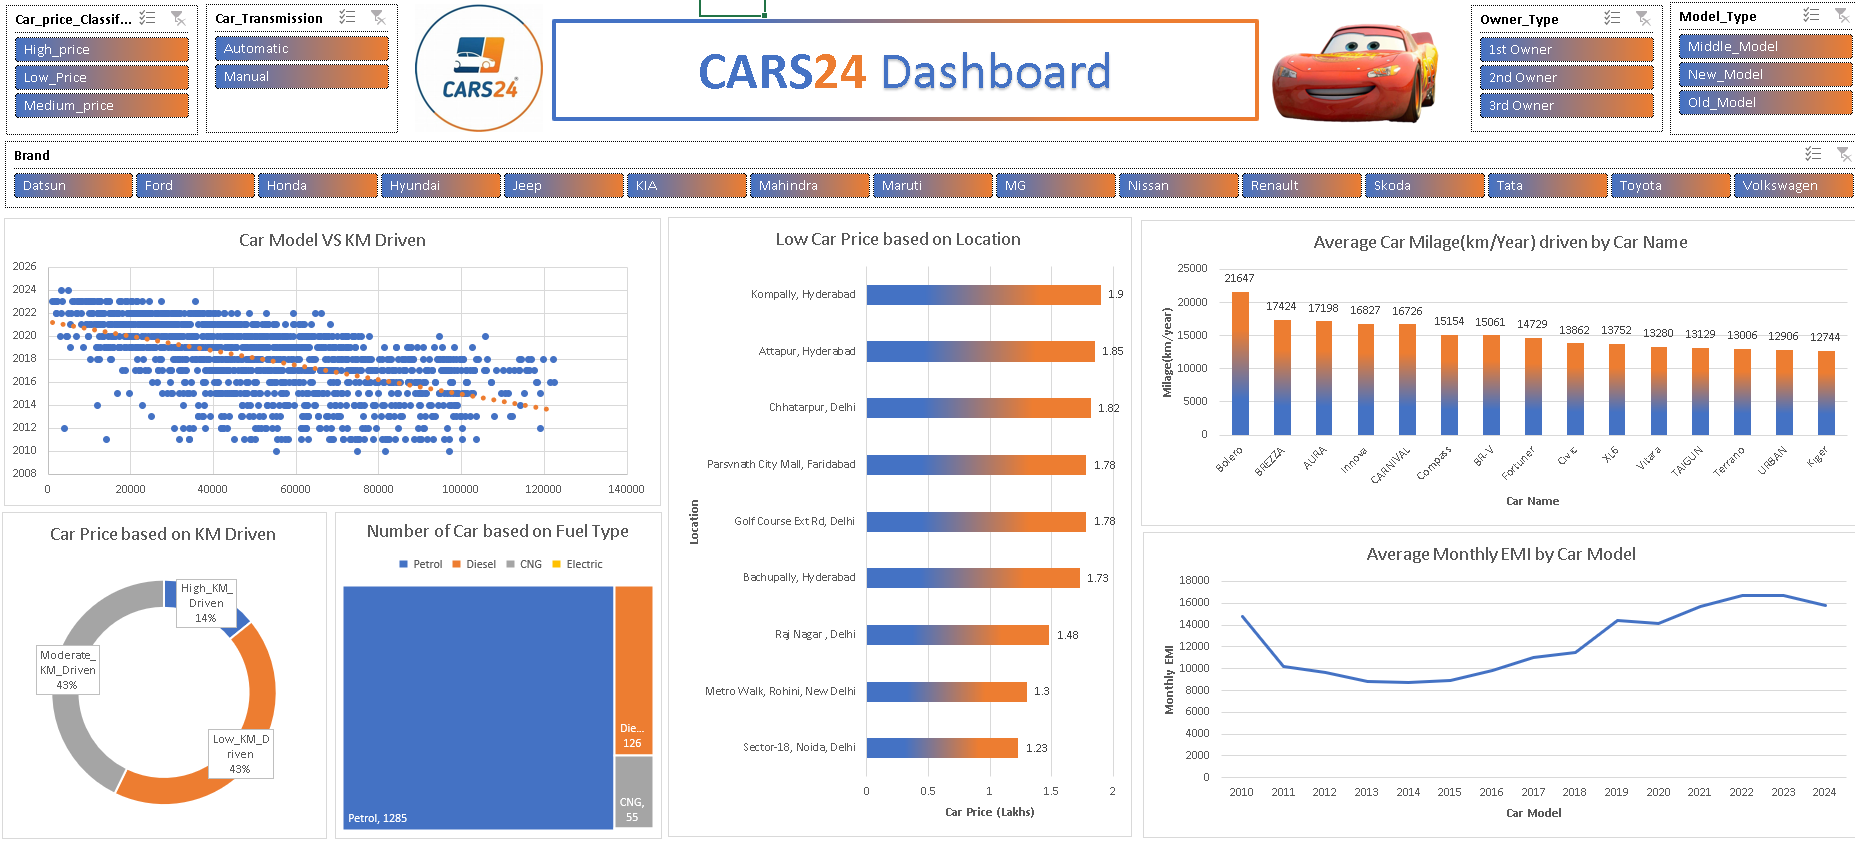 Car_price_Classif...
High_price
Low_Price
Medium_price
Car_Transmission
Automatic
Manual
CARS24
CARS24 Dashboard
Owner_Type
1st Owner
2nd Owner
3rd Owner
Model_Type
Middle_Model
New_Model
Old_Model
Brand
Datsun Ford Honda Hyundai Jeep KIA Mahindra Maruti MG Nissan Renault Skoda Tata Toyota Volkswagen
Car Model VS KM Driven
2026
2024
2022
2020
2018
2016
2014
2012
2010
2008
0 20000 40000 60000 80000 100000 120000 140000
Car Price based on KM Driven
High_KM_
Driven
14%
Moderate_
KM_Driven
43%
Low_KM_D
riven
43%
Number of Car based on Fuel Type
Petrol Diesel CNG Electric
Die...
126
CNG,
55
Petrol, 1285
Low Car Price based on Location
Location
Kompally, Hyderabad 1.9
Attapur, Hyderabad 1.85
Chhatarpur, Delhi 1.82
Parsvnath City Mall, Faridabad 1.78
Golf Course Ext Rd, Delhi 1.78
Bachupally, Hyderabad 1.73
Raj Nagar , Delhi 1.48
Metro Walk, Rohini, New Delhi 1.3
Sector-18, Noida, Delhi 1.23
0 0.5 1 1.5 2
Car Price (Lakhs)
Average Car Milage(km/Year) driven by Car Name
Milage(km/year)
25000
20000
15000
10000
5000
0
21647 17424 17198 16827 16726 15154 15061 14729 13862 13752 13280 13129 13006 12906 12744
Bolero BREZZA AURA Innova CARNIVAL Compass BR-V Fortuner Civic XL6 Vitara TAIGUN Terrano URBAN Kiger
Car Name
Average Monthly EMI by Car Model
Monthly EMI
18000
16000
14000
12000
10000
8000
6000
4000
2000
0
2010 2011 2012 2013 2014 2015 2016 2017 2018 2019 2020 2021 2022 2023 2024
Car Model